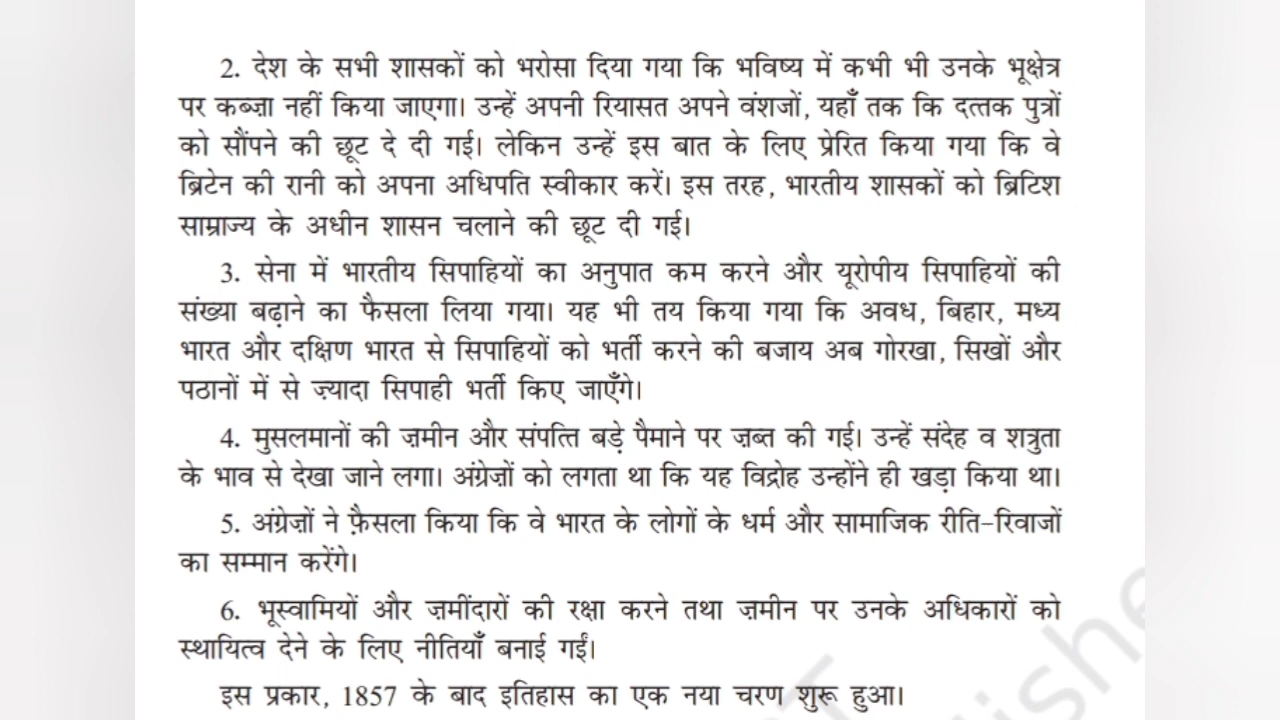 2. देश के सभी शासकों को भरोसा दिया गया कि भविष्य में कभी भी उनके भूक्षेत्र
पर कब्ज़ा नहीं किया जाएगा। उन्हें अपनी रियासत अपने वंशजों, यहाँ तक कि दत्तक पुत्रों
को सौंपने की छूट दे दी गई। लेकिन उन्हें इस बात के लिए प्रेरित किया गया कि वे
ब्रिटेन की रानी को अपना अधिपति स्वीकार करें। इस तरह, भारतीय शासकों को ब्रिटिश
साम्राज्य के अधीन शासन चलाने की छूट दी गई।
3. सेना में भारतीय सिपाहियों का अनुपात कम करने और यूरोपीय सिपाहियों की
संख्या बढ़ाने का फैसला लिया गया। यह भी तय किया गया कि अवध, बिहार, मध्य
भारत और दक्षिण भारत से सिपाहियों को भर्ती करने की बजाय अब गोरखा, सिखों और
पठानों में से ज़्यादा सिपाही भर्ती किए जाएँगे।
4. मुसलमानों की ज़मीन और संपत्ति बड़े पैमाने पर ज़ब्त की गई। उन्हें संदेह व शत्रुता
के भाव से देखा जाने लगा। अंग्रेज़ों को लगता था कि यह विद्रोह उन्होंने ही खड़ा किया था।
5. अंग्रेज़ों ने फ़ैसला किया कि वे भारत के लोगों के धर्म और सामाजिक रीति-रिवाजों
का सम्मान करेंगे।
6. भूस्वामियों और ज़मींदारों की रक्षा करने तथा ज़मीन पर उनके अधिकारों को
स्थायित्व देने के लिए नीतियाँ बनाई गईं।
इस प्रकार, 1857 के बाद इतिहास का एक नया चरण शुरू हुआ।